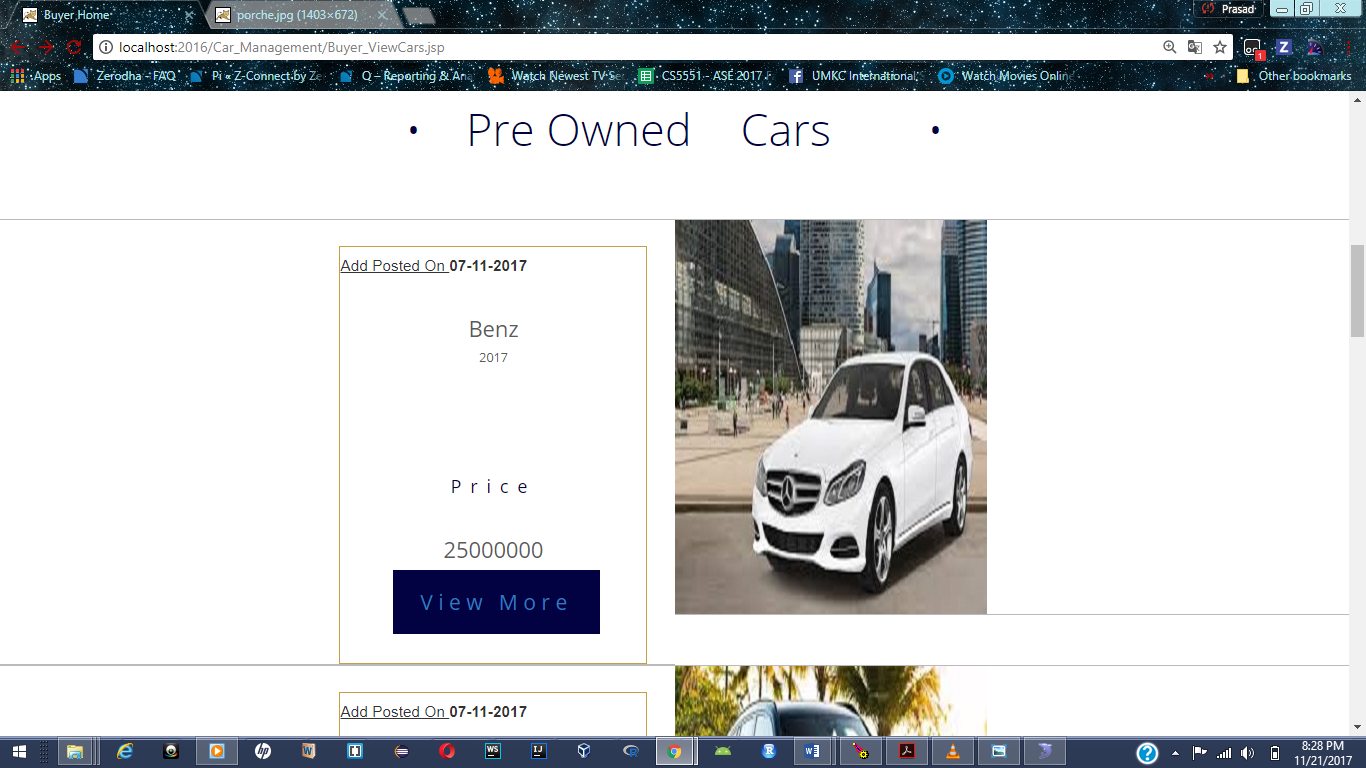 Buyer Home
porche.jpg (1403×672)
Prasad
localhost:2016/Car_Management/Buyer_ViewCars.jsp
Apps
Zerodha - FAQ
Pi « Z-Connect by Ze
Q – Reporting & An
Watch Newest TV Se
CS5551 - ASE 2017 F
UMKC International
Watch Movies Online
Other bookmarks
• Pre Owned Cars •
Add Posted On 07-11-2017
Benz
2017
Price
25000000
View More
Add Posted On 07-11-2017
8:28 PM
11/21/2017